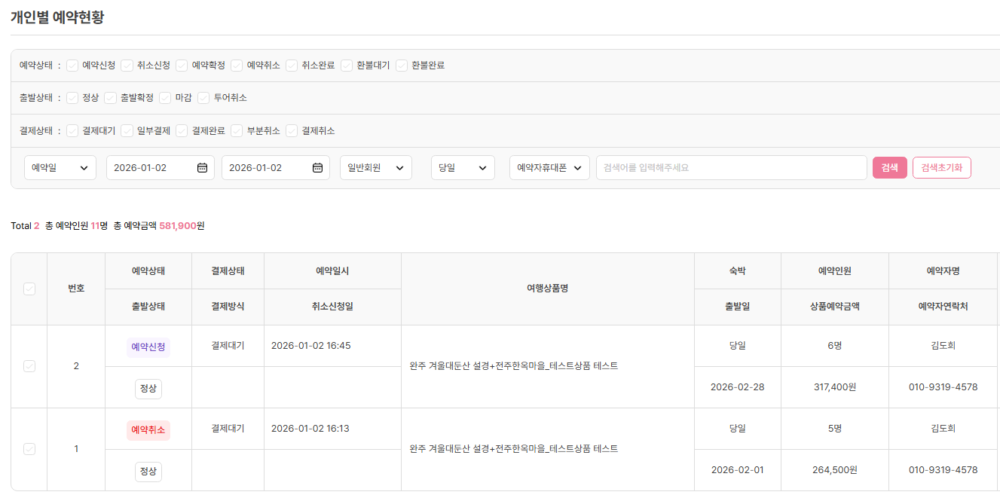 개인별 예약현황
예약상태 : 예약신청 취소신청 예약확정 예약취소 취소완료 환불대기 환불완료
출발상태 : 정상 출발확정 마감 투어취소
결제상태 : 결제대기 일부결제 결제완료 부분취소 결제취소
예약일 2026-01-02 2026-01-02 일반회원 당일 예약자휴대폰 검색어를 입력해주세요 검색 검색초기화
Total 2 총 예약인원 11명 총 예약금액 581,900원
번호 예약상태 결제상태 예약일시 여행상품명 숙박 예약인원 예약자명
출발상태 결제방식 취소신청일 출발일 상품예약금액 예약자연락처
2 예약신청 결제대기 2026-01-02 16:45 완주 겨울대둔산 설경+전주한옥마을_테스트상품 테스트 당일 6명 김도희
정상 2026-02-28 317,400원 010-9319-4578
1 예약취소 결제대기 2026-01-02 16:13 완주 겨울대둔산 설경+전주한옥마을_테스트상품 테스트 당일 5명 김도희
정상 2026-02-01 264,500원 010-9319-4578